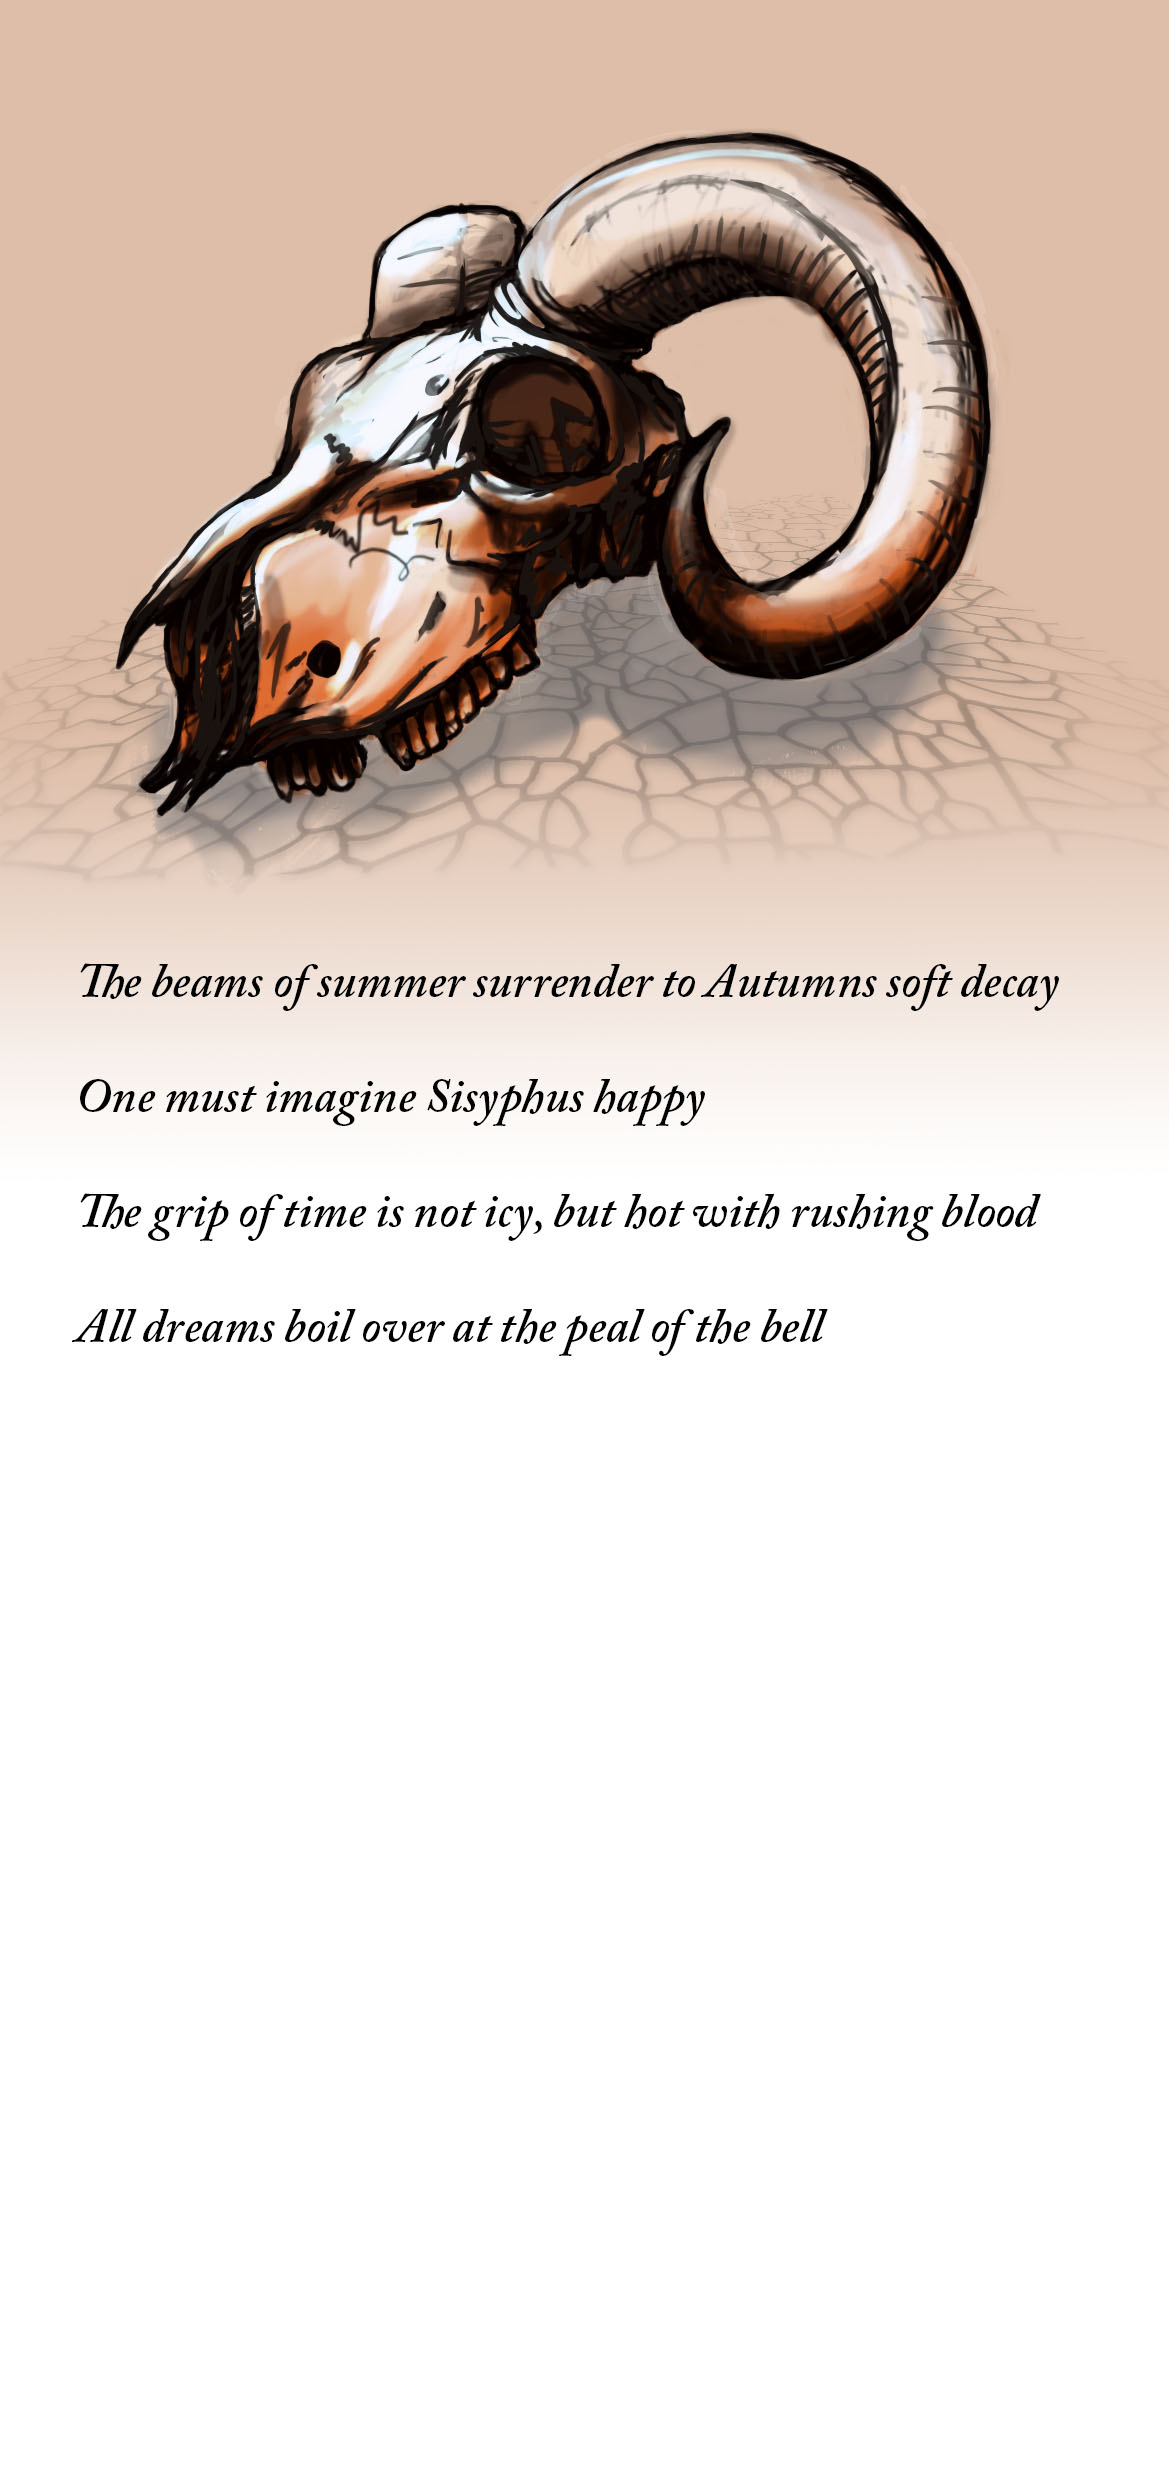 The beams of summer surrender to Autumns soft decay
One must imagine Sisyphus happy
The grip of time is not icy, but hot with rushing blood
All dreams boil over at the peal of the bell